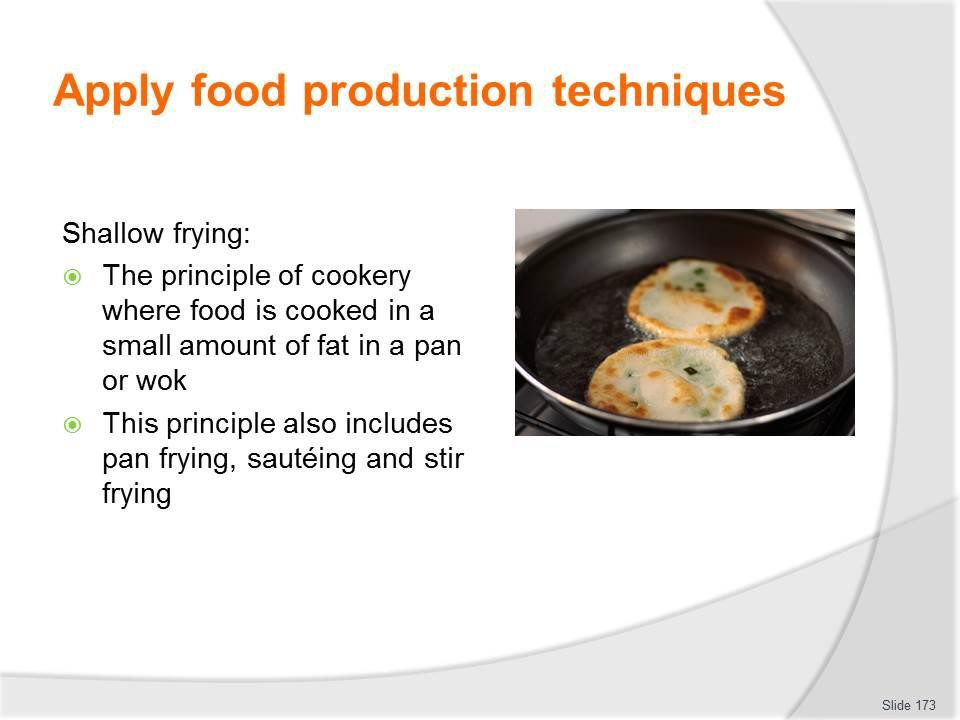 Apply food production techniques
Shallow frying:
The principle of cookery
where food is cooked in a
small amount of fat in a pan
or wok
This principle also includes
pan frying, sautéing and stir
frying
Slide 173